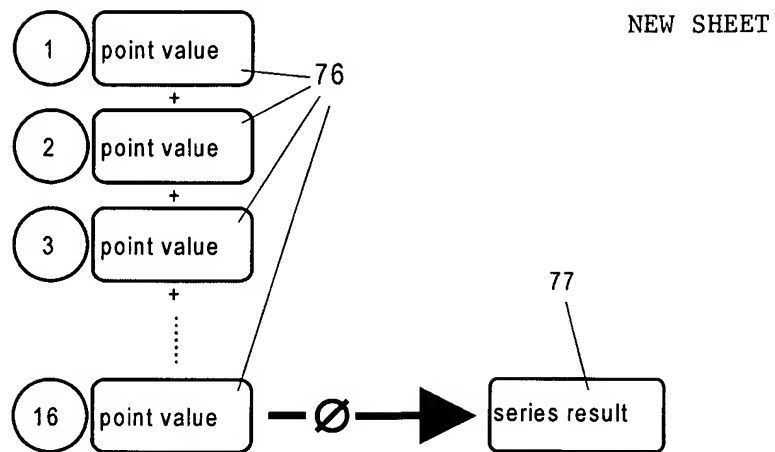 NEW SHEET
1 point value
76
+
2 point value
+
3 point value
+
77
16 point value Ø series result